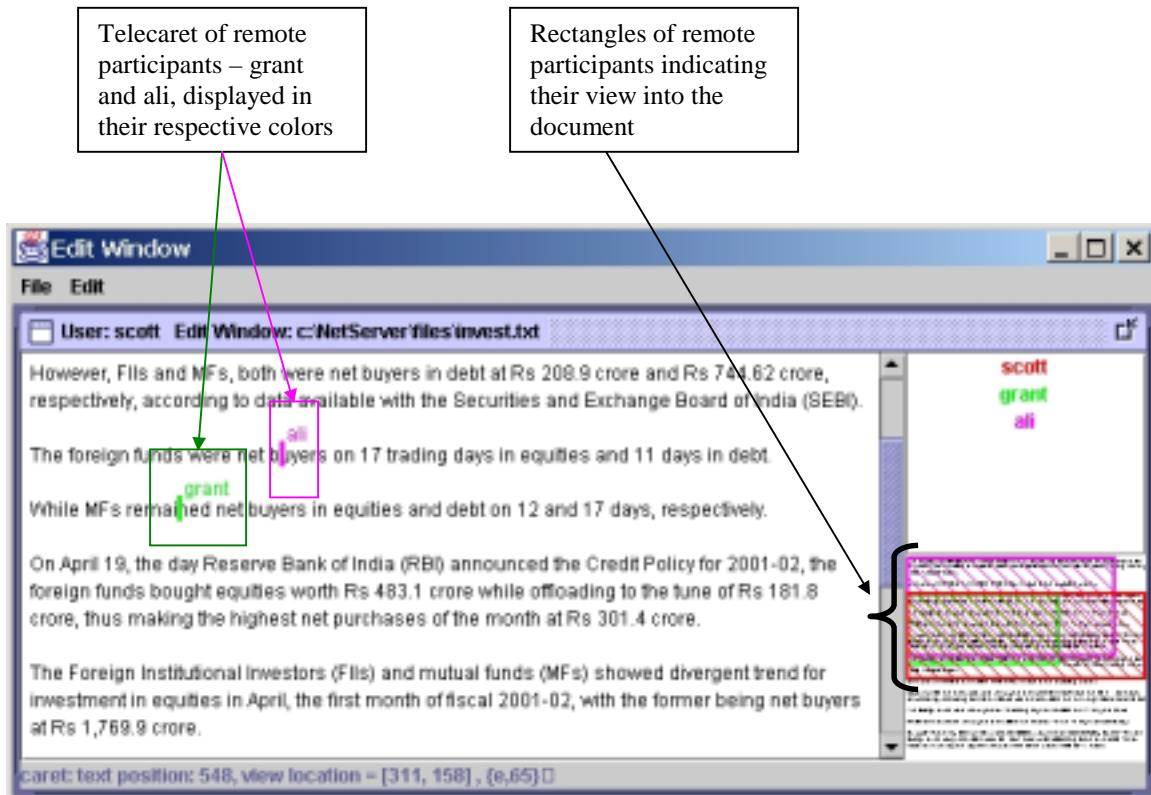 Telecaret of remote
participants – grant
and ali, displayed in
their respective colors
Rectangles of remote
participants indicating
their view into the
document
Edit Window
File Edit
User: scott Edit Window: c:\NetServer\files\invest.txt
However, FIIs and MFs, both were net buyers in debt at Rs 208.9 crore and Rs 744.62 crore,
respectively, according to data available with the Securities and Exchange Board of India (SEBI).
ali
The foreign funds were net buyers on 17 trading days in equities and 11 days in debt.
grant
While MFs remained net buyers in equities and debt on 12 and 17 days, respectively.
On April 19, the day Reserve Bank of India (RBI) announced the Credit Policy for 2001-02, the
foreign funds bought equities worth Rs 483.1 crore while offloading to the tune of Rs 181.8
crore, thus making the highest net purchases of the month at Rs 301.4 crore.
The Foreign Institutional Investors (FIIs) and mutual funds (MFs) showed divergent trend for
investment in equities in April, the first month of fiscal 2001-02, with the former being net buyers
at Rs 1,769.9 crore.
scott
grant
ali
caret: text position: 548, view location = [311, 158] , {e,65}